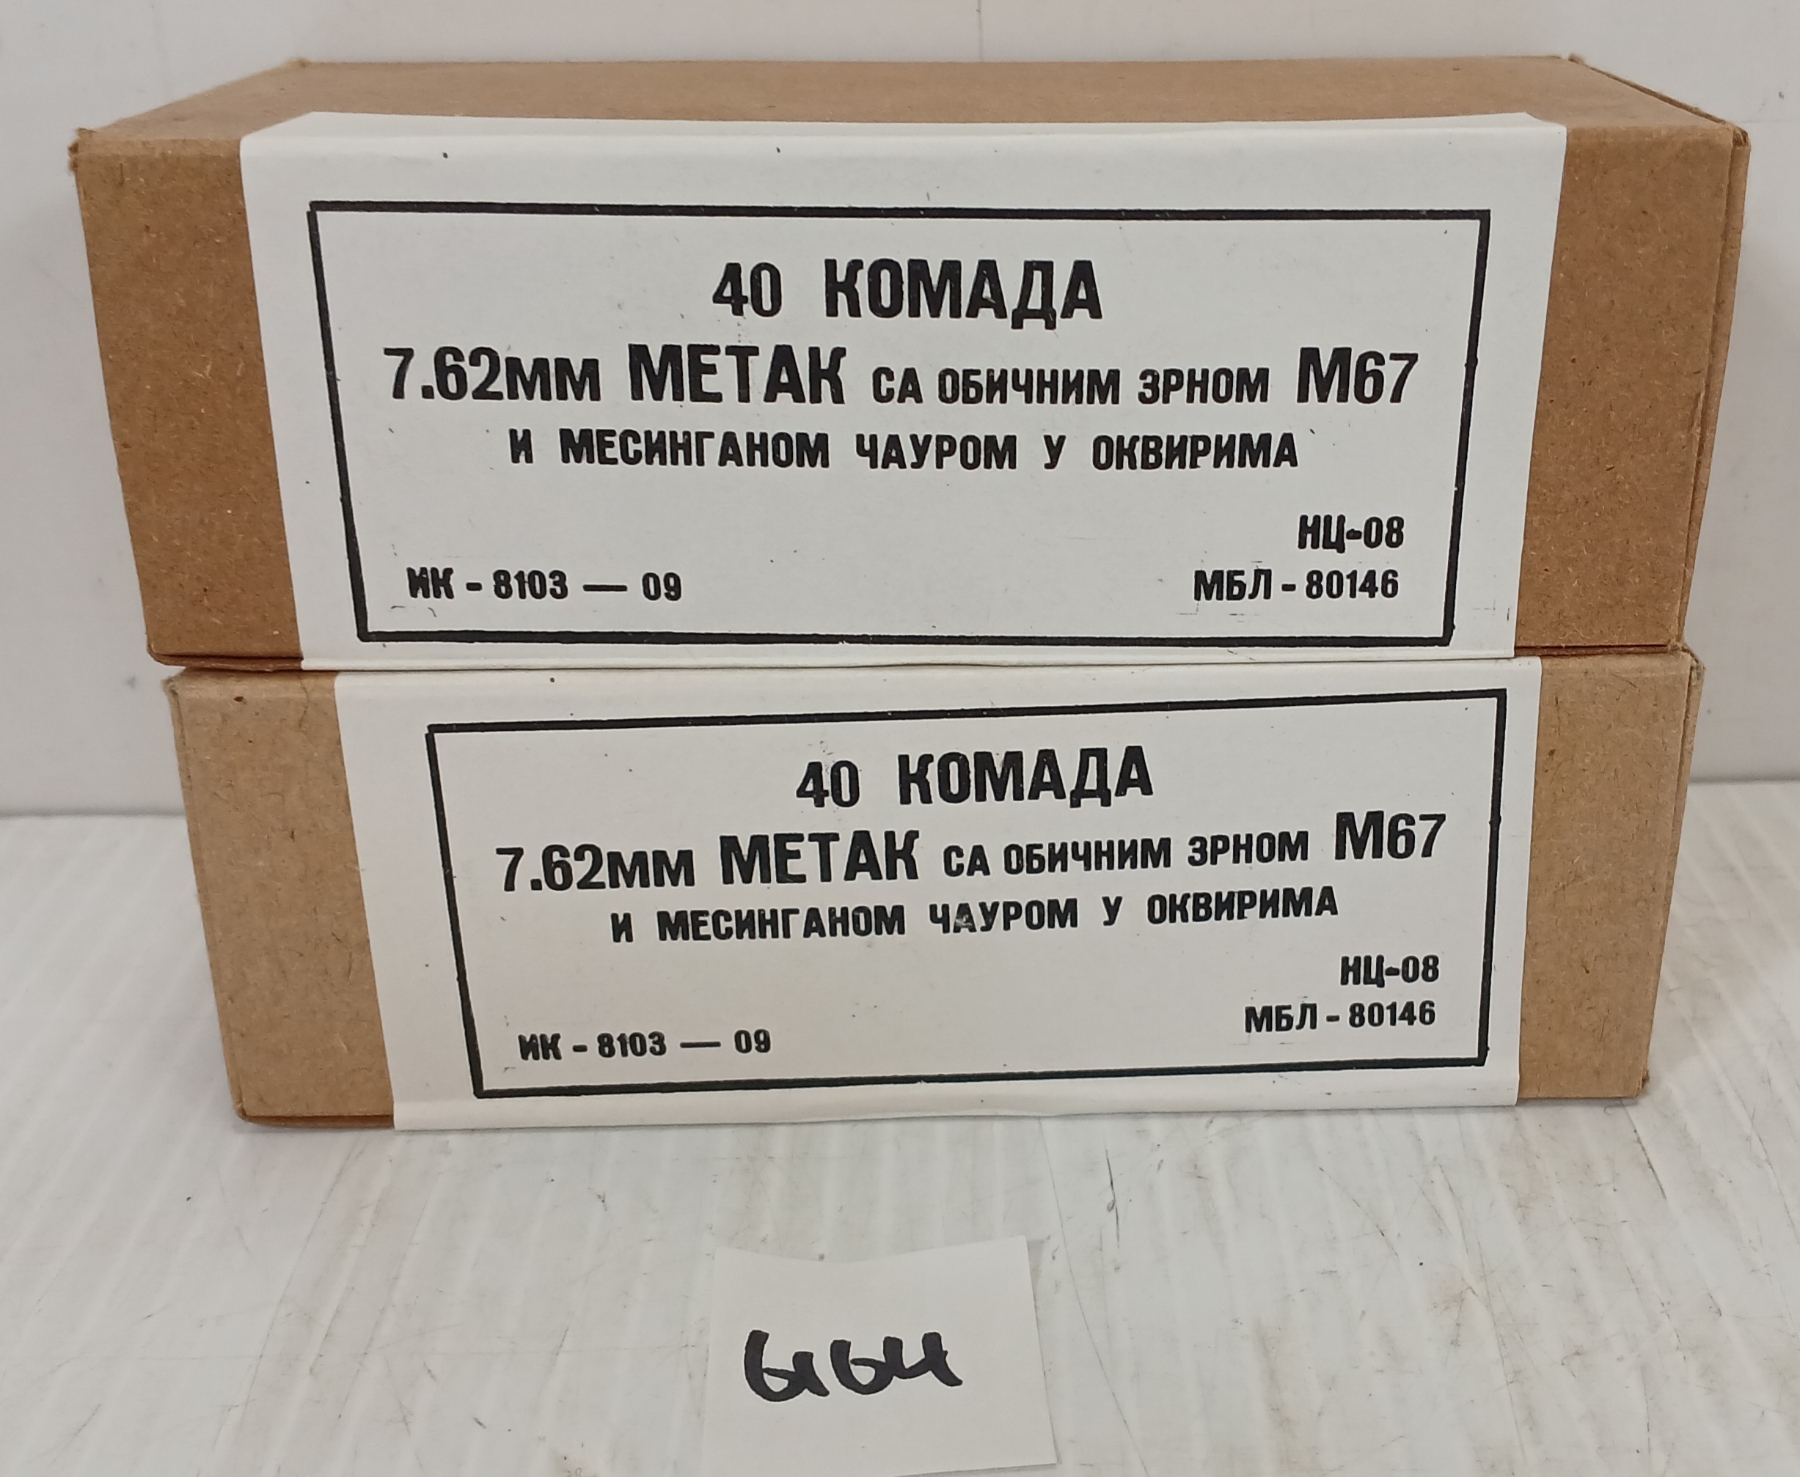 40 КОМАДА
7.62мм МЕТАК СА ОБИЧНИМ ЗРНОМ М67
И МЕСИНГАНОМ ЧАУРОМ У ОКВИРИМА
НЦ-08
ИК - 8103 — 09 МБЛ - 80146
40 КОМАДА
7.62мм МЕТАК СА ОБИЧНИМ ЗРНОМ М67
И МЕСИНГАНОМ ЧАУРОМ У ОКВИРИМА
НЦ-08
ИК - 8103 — 09 МБЛ - 80146
6164